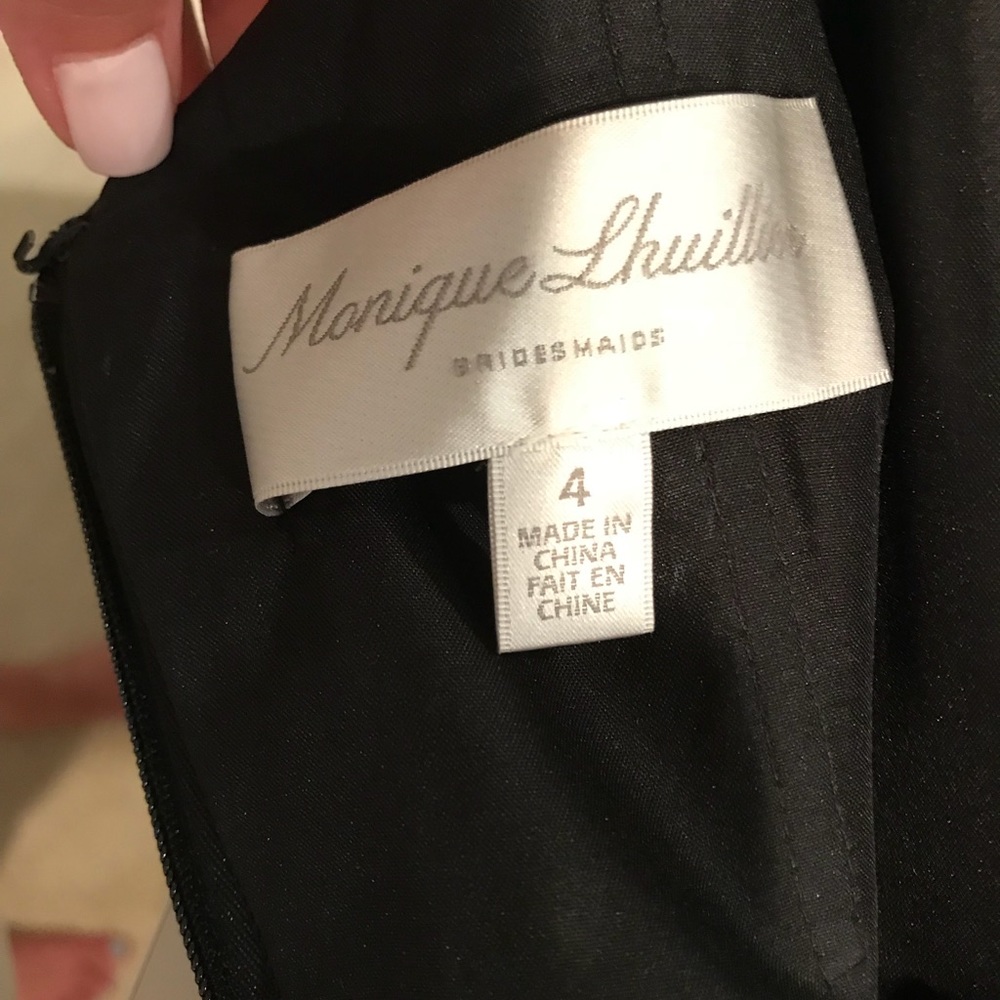 Monique Lhuillier
BRIDESMAIDS
4
MADE IN
CHINA
FAIT EN
CHINE